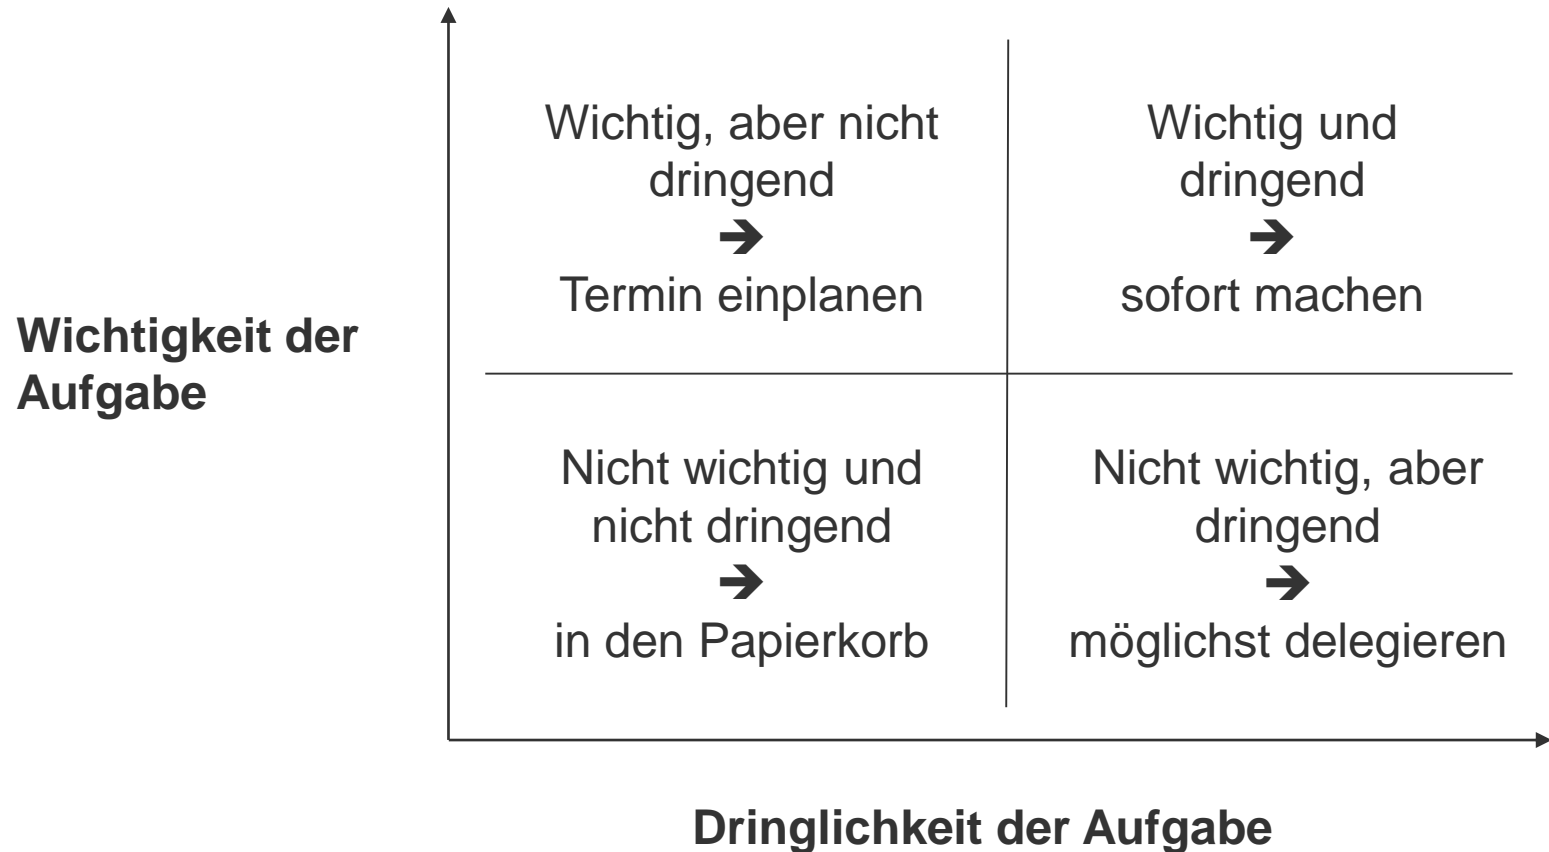 Wichtig, aber nicht
dringend
➔
Termin einplanen
Wichtig und
dringend
➔
sofort machen
Wichtigkeit der
Aufgabe
Nicht wichtig und
nicht dringend
➔
in den Papierkorb
Nicht wichtig, aber
dringend
➔
möglichst delegieren
Dringlichkeit der Aufgabe